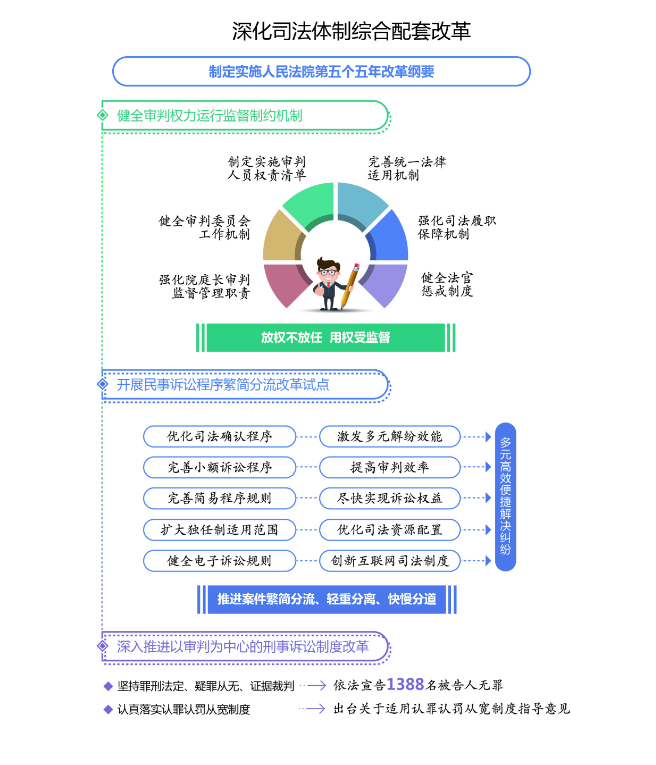 深化司法体制综合配套改革
制定实施人民法院第五个五年改革纲要
健全审判权力运行监督制约机制
制定实施审判
人员权责清单
完善统一法律
适用机制
健全审判委员会
工作机制
强化司法履职
保障机制
强化院庭长审判
监督管理职责
健全法官
惩戒制度
放权不放任 用权受监督
开展民事诉讼程序繁简分流改革试点
优化司法确认程序
激发多元解纷效能
完善小额诉讼程序
提高审判效率
完善简易程序规则
尽快实现诉讼权益
扩大独任制适用范围
优化司法资源配置
健全电子诉讼规则
创新互联网司法制度
多元高效便捷解决纠纷
推进案件繁简分流、轻重分离、快慢分道
深入推进以审判为中心的刑事诉讼制度改革
坚持罪刑法定、疑罪从无、证据裁判
依法宣告1388名被告人无罪
认真落实认罪认罚从宽制度
出台关于适用认罪认罚从宽制度指导意见